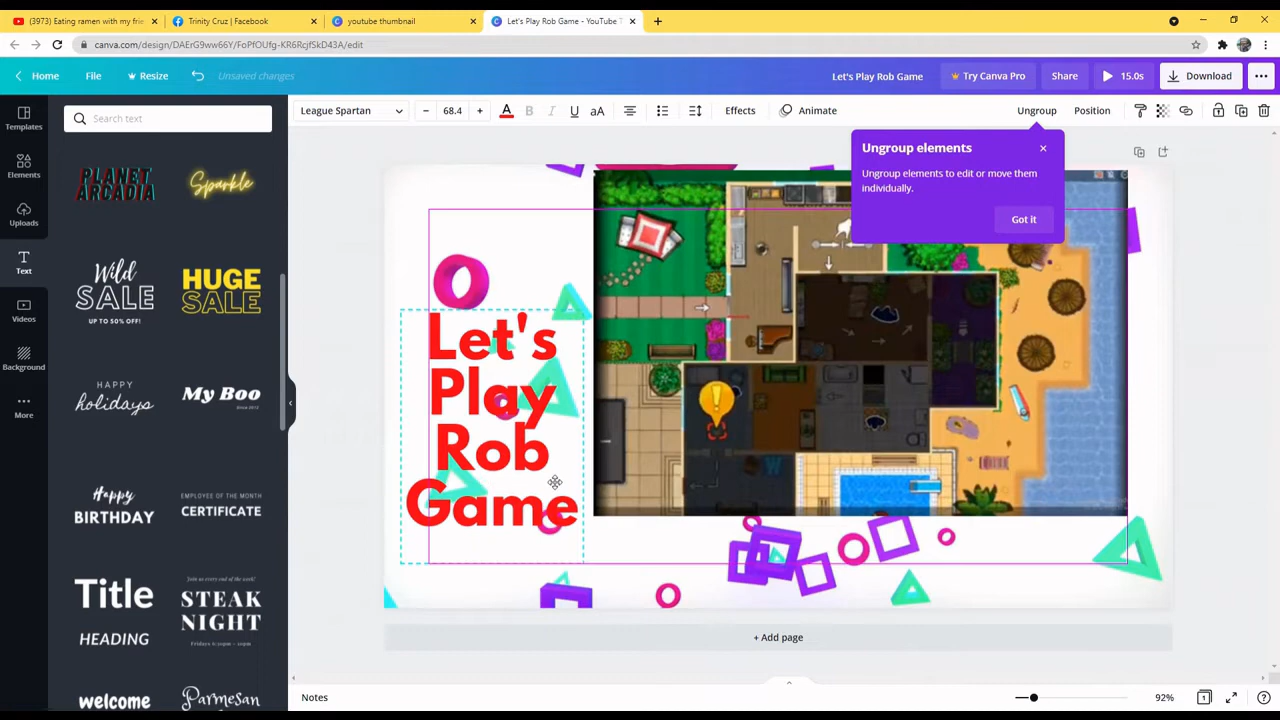 (3973) Eating ramen with my frie
Trinity Cruz | Facebook
youtube thumbnail
Let's Play Rob Game - YouTube T
canva.com/design/DAErG9ww66Y/FoPfOUfg-KR6RcjfSkD43A/edit
Home
File
Resize
Unsaved changes
Let's Play Rob Game
Try Canva Pro
Share
15.0s
Download
Templates
Elements
Uploads
Text
Videos
Background
More
Search text
League Spartan
68.4
A
B
I
U
aA
Effects
Animate
Ungroup
Position
Ungroup elements
Ungroup elements to edit or move them
individually.
Got it
PLANET
ARCADIA
Sparkle
Wild
SALE
UP TO 50% OFF!
HUGE
SALE
HAPPY
holidays
My Boo
Happy
BIRTHDAY
EMPLOYEE OF THE MONTH
CERTIFICATE
Title
HEADING
STEAK
NIGHT
welcome
Parmesan
Let's
Play
Rob
Game
+ Add page
Notes
92%
1